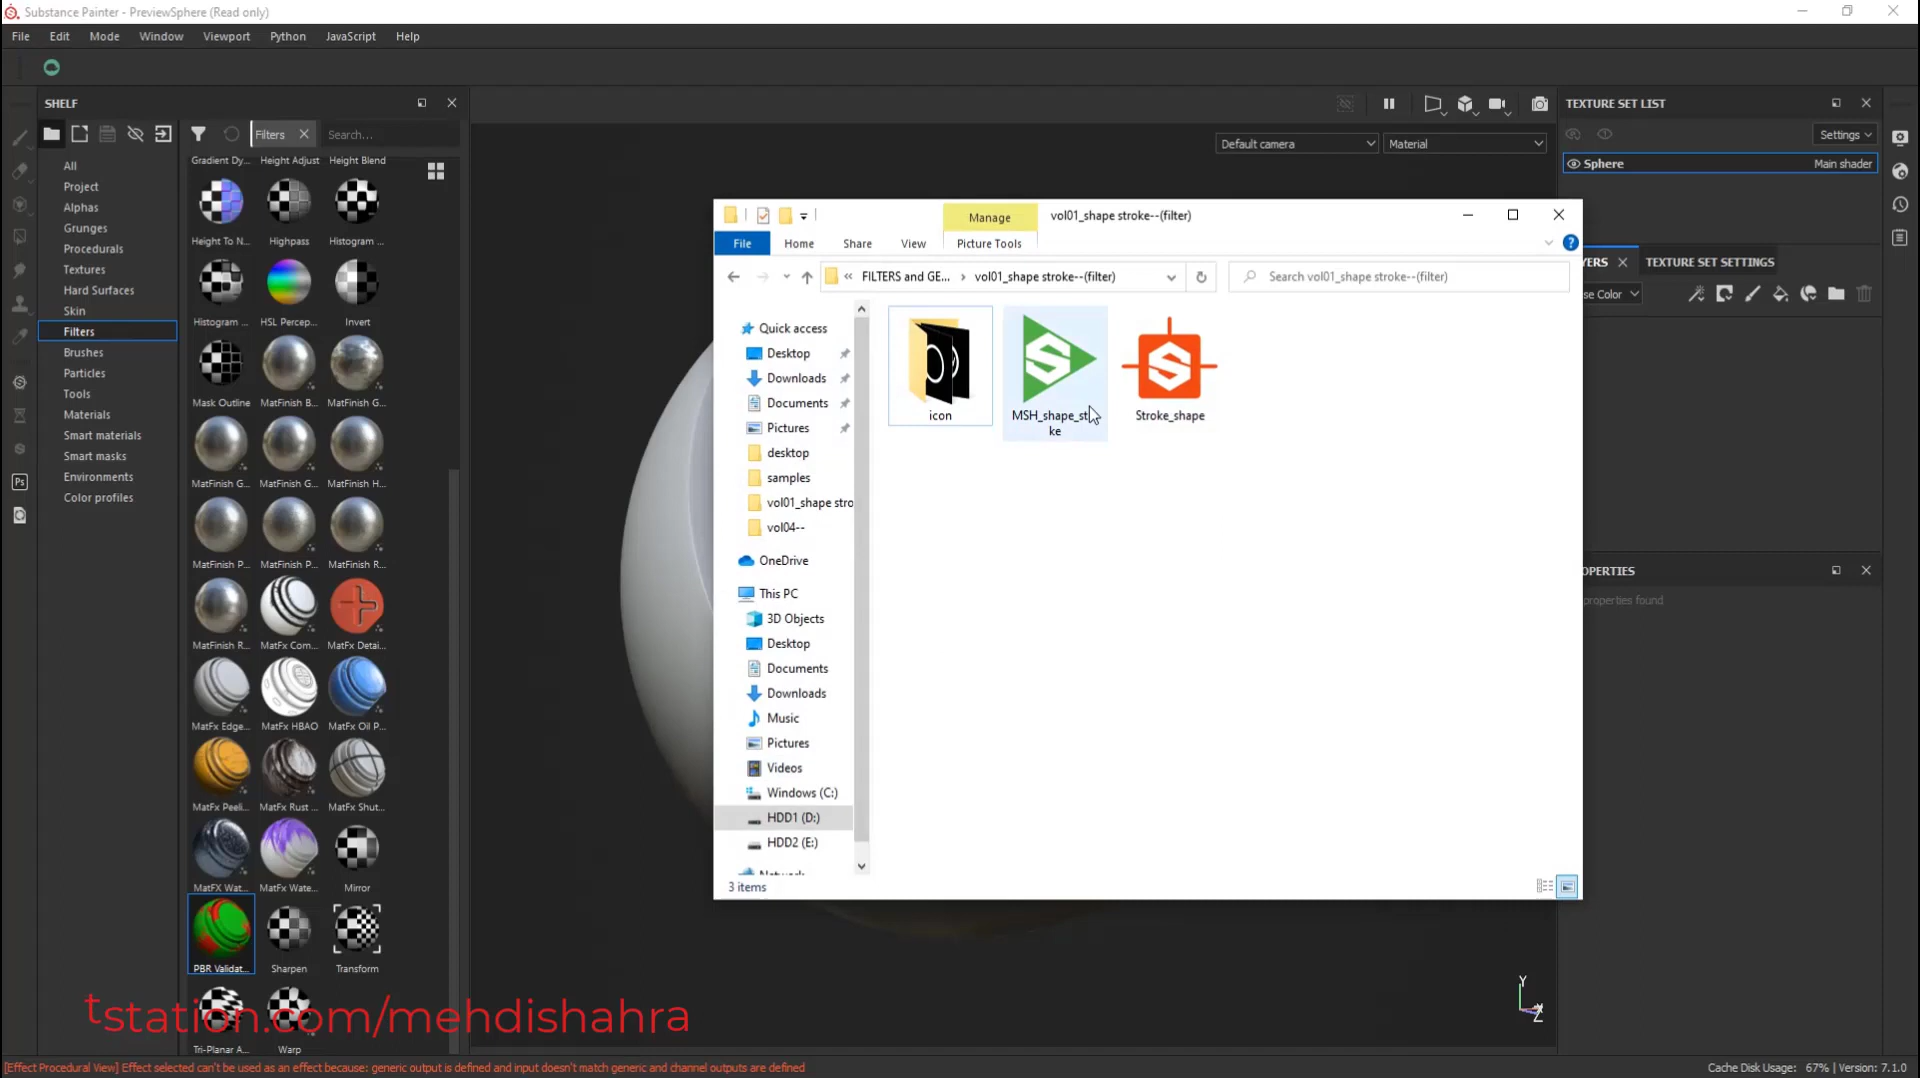 Substance Painter - PreviewSphere (Read only)
File Edit Mode Window Viewport Python JavaScript Help
SHELF
Filters Search...
All
Project
Alphas
Grunges
Procedurals
Textures
Hard Surfaces
Skin
Filters
Brushes
Particles
Tools
Materials
Smart materials
Smart masks
Environments
Color profiles
Gradient Dy... Height Adjust Height Blend
Height To N... Highpass Histogram ...
Histogram ... HSL Percep... Invert
Mask Outline MatFinish B... MatFinish G...
MatFinish G... MatFinish G... MatFinish H...
MatFinish P... MatFinish P... MatFinish R...
MatFinish R... MatFx Com... MatFx Detai...
MatFx Edge... MatFx HBAO MatFx Oil P...
MatFx Peeli... MatFx Rust ... MatFx Shut...
MatFX Wat... MatFx Wate... Mirror
PBR Validat... Sharpen Transform
Tri-Planar A... Warp
Ps
Default camera Material
Manage vol01_shape stroke--(filter)
File Home Share View Picture Tools
« FILTERS and GE... › vol01_shape stroke--(filter)
Search vol01_shape stroke--(filter)
Quick access
Desktop
Downloads
Documents
Pictures
desktop
samples
vol01_shape stro
vol04--
OneDrive
This PC
3D Objects
Desktop
Documents
Downloads
Music
Pictures
Videos
Windows (C:)
HDD1 (D:)
HDD2 (E:)
icon
Stroke_shape
3 items
TEXTURE SET LIST
Settings
Sphere Main shader
YERS TEXTURE SET SETTINGS
se Color
OPERTIES
properties found
Y
Z
tstation.com/mehdishahra
[Effect Procedural View] Effect selected can't be used as an effect because: generic output is defined and input doesn't match generic and channel outputs are defined
Cache Disk Usage: 67% | Version: 7.1.0